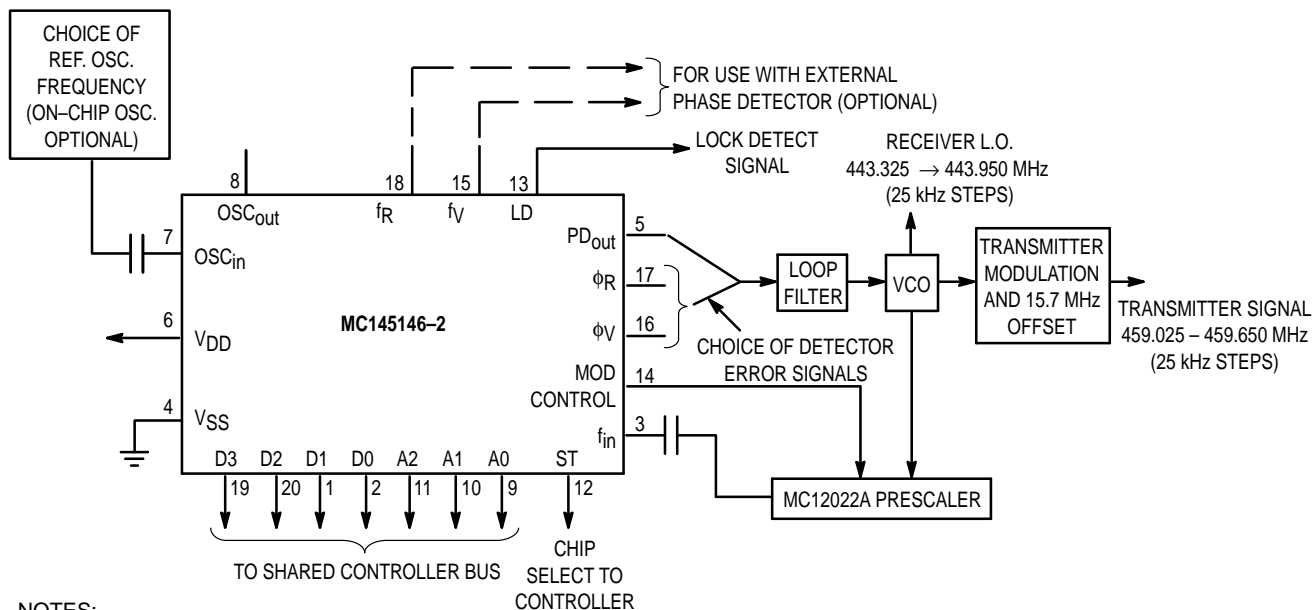 CHOICE OF
REF. OSC.
FREQUENCY
(ON–CHIP OSC.
OPTIONAL)
FOR USE WITH EXTERNAL
PHASE DETECTOR (OPTIONAL)
LOCK DETECT
SIGNAL
RECEIVER L.O.
443.325 → 443.950 MHz
(25 kHz STEPS)
8
18
15
13
OSCout
fR
fV
LD
7
OSCin
PDout
5
ϕR
17
ϕV
16
LOOP
FILTER
VCO
TRANSMITTER
MODULATION
AND 15.7 MHz
OFFSET
TRANSMITTER SIGNAL
459.025 – 459.650 MHz
(25 kHz STEPS)
6
VDD
MC145146–2
CHOICE OF DETECTOR
ERROR SIGNALS
MOD
CONTROL
14
4
VSS
fin
3
D3
D2
D1
D0
A2
A1
A0
ST
19
20
1
2
11
10
9
12
MC12022A PRESCALER
TO SHARED CONTROLLER BUS
CHIP
SELECT TO
CONTROLLER
NOTES: